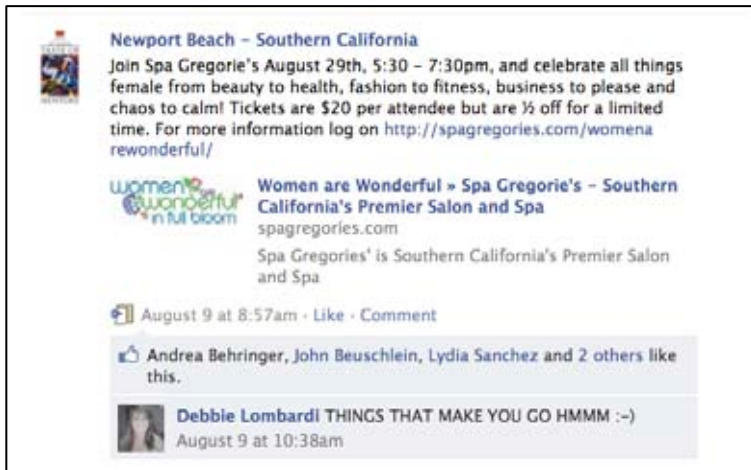 Newport Beach - Southern California
Join Spa Gregorie's August 29th, 5:30 - 7:30pm, and celebrate all things
female from beauty to health, fashion to fitness, business to please and
chaos to calm! Tickets are $20 per attendee but are ½ off for a limited
time. For more information log on http://spagregories.com/womena
rewonderful/
women are
wonderful
in full bloom
Women are Wonderful » Spa Gregorie's - Southern
California's Premier Salon and Spa
spagregories.com
Spa Gregories' is Southern California's Premier Salon
and Spa
August 9 at 8:57am · Like · Comment
Andrea Behringer, John Beuschlein, Lydia Sanchez and 2 others like
this.
Debbie Lombardi THINGS THAT MAKE YOU GO HMMM :-)
August 9 at 10:38am